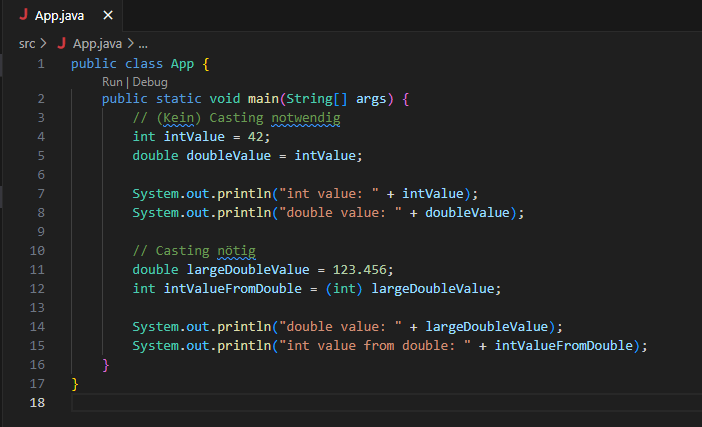 J App.java ×
src > J App.java > ...
1 public class App {
Run | Debug
2 public static void main(String[] args) {
3 // (Kein) Casting notwendig
4 int intValue = 42;
5 double doubleValue = intValue;
6
7 System.out.println("int value: " + intValue);
8 System.out.println("double value: " + doubleValue);
9
10 // Casting nötig
11 double largeDoubleValue = 123.456;
12 int intValueFromDouble = (int) largeDoubleValue;
13
14 System.out.println("double value: " + largeDoubleValue);
15 System.out.println("int value from double: " + intValueFromDouble);
16 }
17 }
18